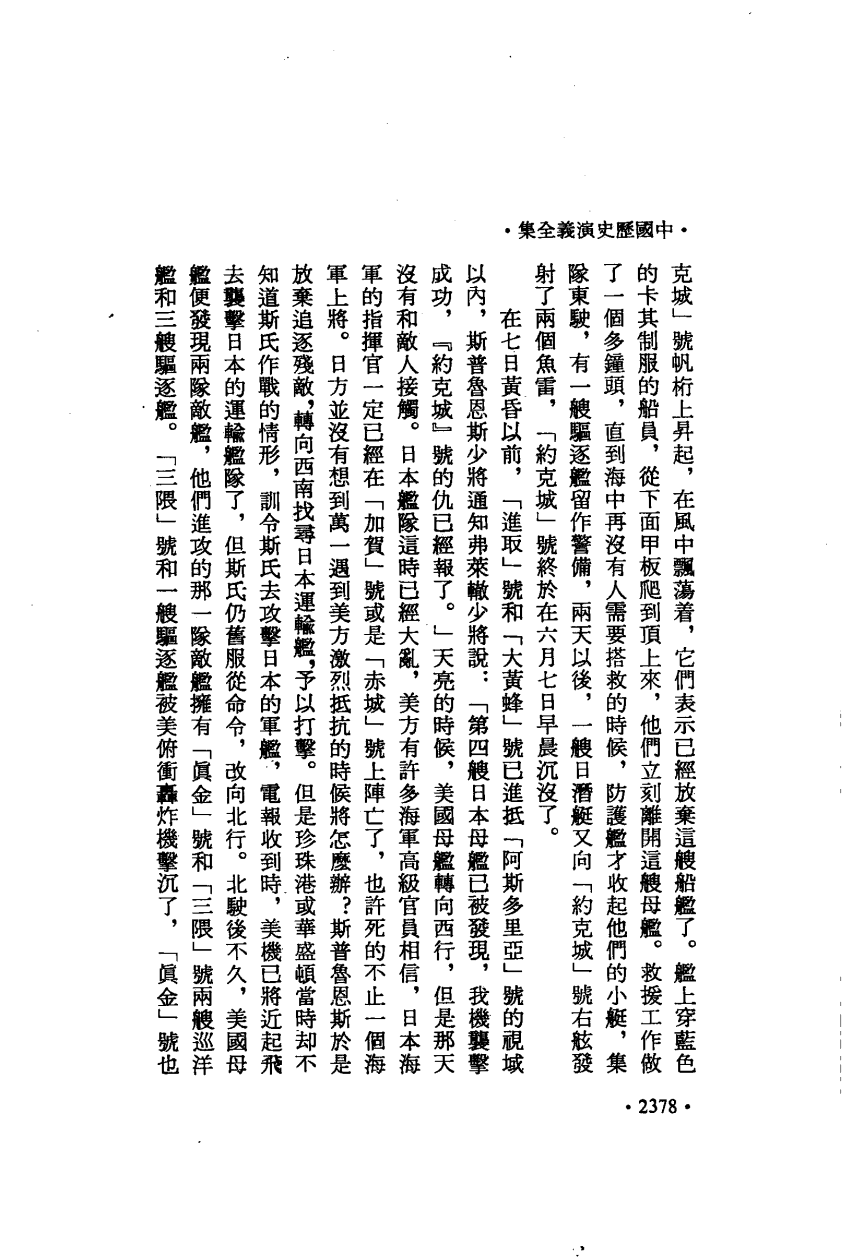 •中國歷史演義全集•
克城」號帆桁上昇起，在風中飄蕩着，它們表示已經放棄這艘船艦了。艦上穿藍色
的卡其制服的船員，從下面甲板爬到頂上來，他們立刻離開這艘母艦。救援工作做
了一個多鐘頭，直到海中再沒有人需要搭救的時候，防護艦才收起他們的小艇，集
隊東駛，有一艘驅逐艦留作警備，兩天以後，一艘日潛艇又向「約克城」號右舷發
射了兩個魚雷，「約克城」號終於在六月七日早晨沉沒了。
在七日黃昏以前，「進取」號和「大黃蜂」號已進抵「阿斯多里亞」號的視域
以內，斯普魯恩斯少將通知弗萊轍少將說：「第四艘日本母艦已被發現，我機襲擊
成功，『約克城』號的仇已經報了。」天亮的時候，美國母艦轉向西行，但是那天
沒有和敵人接觸。日本艦隊這時已經大亂，美方有許多海軍高級官員相信，日本海
軍的指揮官一定已經在「加賀」號或是「赤城」號上陣亡了，也許死的不止一個海
軍上將。日方並沒有想到萬一遇到美方激烈抵抗的時候將怎麼辦？斯普魯恩斯於是
放棄追逐殘敵，轉向西南找尋日本運輸艦，予以打擊。但是珍珠港或華盛頓當時却不
知道斯氏作戰的情形，訓令斯氏去攻擊日本的軍艦，電報收到時，美機已將近起飛
去襲擊日本的運輸艦隊了，但斯氏仍舊服從命令，改向北行。北駛後不久，美國母
艦便發現兩隊敵艦，他們進攻的那一隊敵艦擁有「眞金」號和「三隈」號兩艘巡洋
艦和三艘驅逐艦。「三隈」號和一艘驅逐艦被美俯衝轟炸機擊沉了，「眞金」號也
•2378•